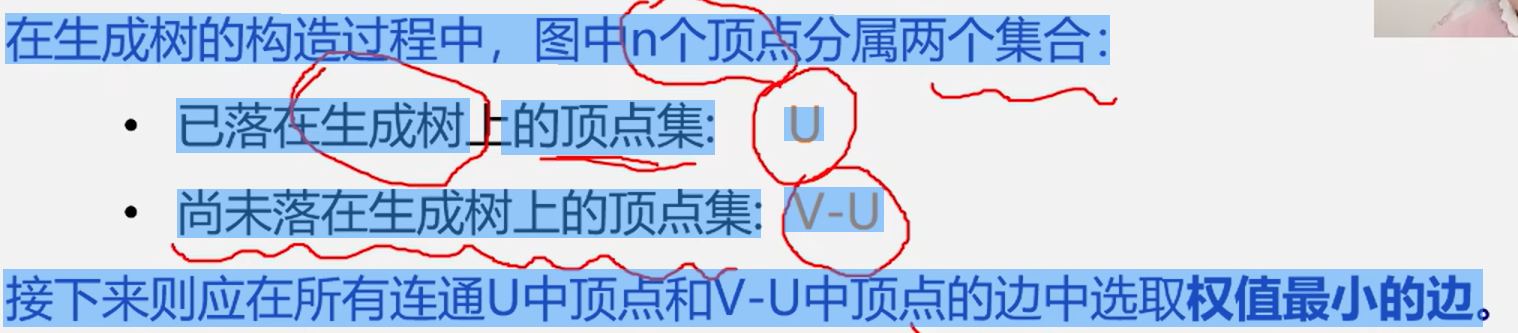 在生成树的构造过程中，图中n个顶点分属两个集合：
• 已落在生成树上的顶点集: U
• 尚未落在生成树上的顶点集: V-U
接下来则应在所有连通U中顶点和V-U中顶点的边中选取权值最小的边。